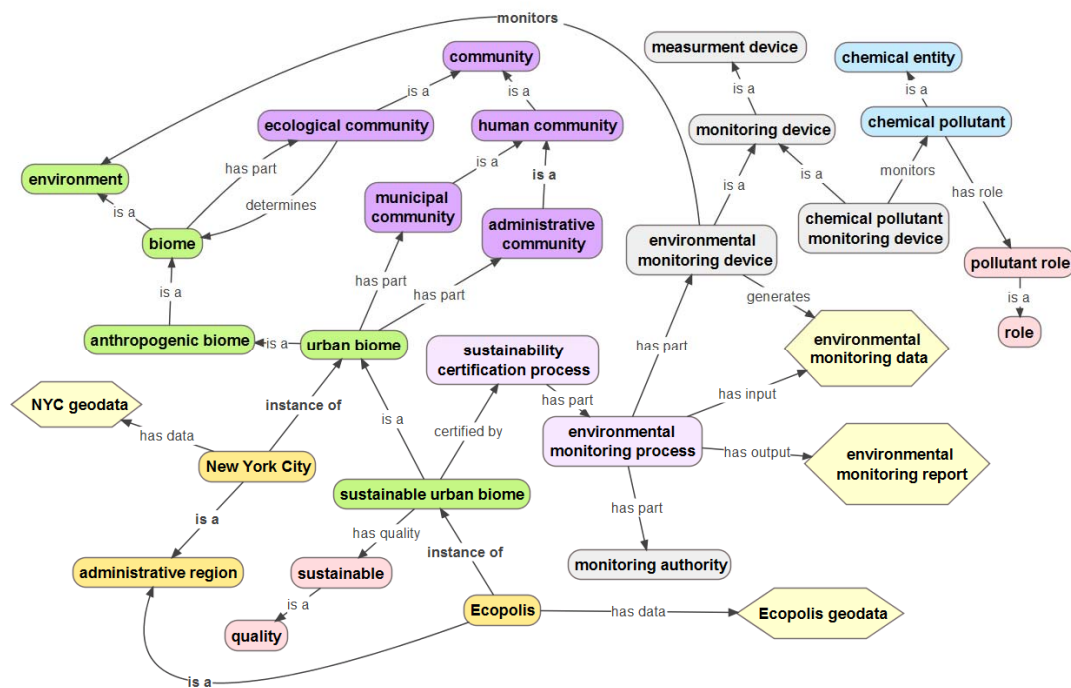 monitors
measurment device
community
chemical entity
is a
is a
is a
is a
ecological community
human community
monitoring device
chemical pollutant
has part
is a
is a
monitors
environment
determines
is a
is a
has role
municipal
community
is a
administrative
community
chemical pollutant
monitoring device
biome
environmental
monitoring device
pollutant role
has part
has part
generates
is a
is a
anthropogenic biome
is a
urban biome
sustainability
certification process
has part
environmental
monitoring data
role
NYC geodata
instance of
has part
has input
has data
is a
certified by
environmental
monitoring process
has output
environmental
monitoring report
New York City
sustainable urban biome
is a
has quality
has part
instance of
administrative region
sustainable
monitoring authority
is a
Ecopolis
has data
Ecopolis geodata
quality
is a